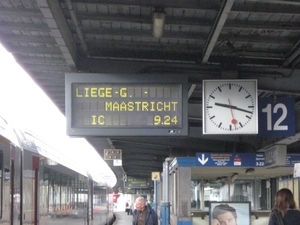 LIEGE-G. -
MAASTRICHT
IC 9.24
12